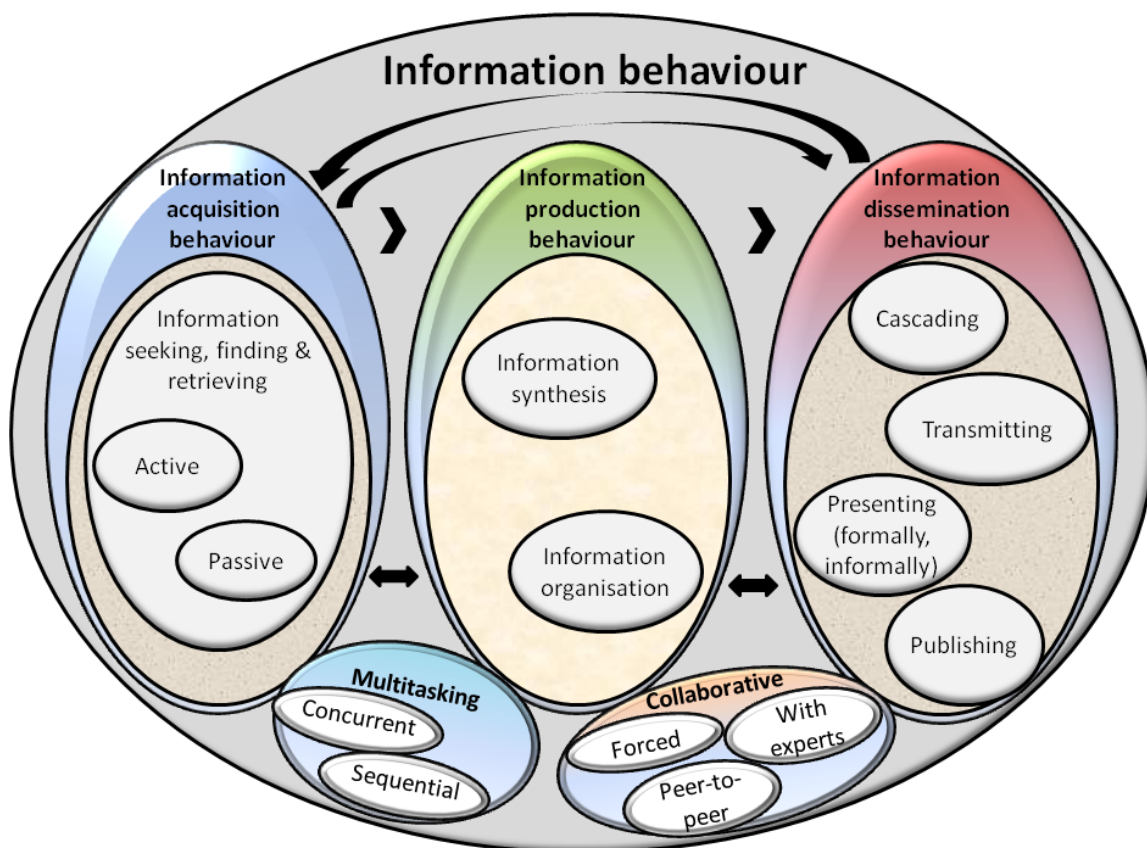 Information behaviour
Information
acquisition
behaviour
Information
seeking, finding &
retrieving
Active
Passive
Information
production
behaviour
Information
synthesis
Information
organisation
Information
dissemination
behaviour
Cascading
Transmitting
Presenting
(formally,
informally)
Publishing
Multitasking
Concurrent
Sequential
Collaborative
Forced
With
experts
Peer-to-
peer